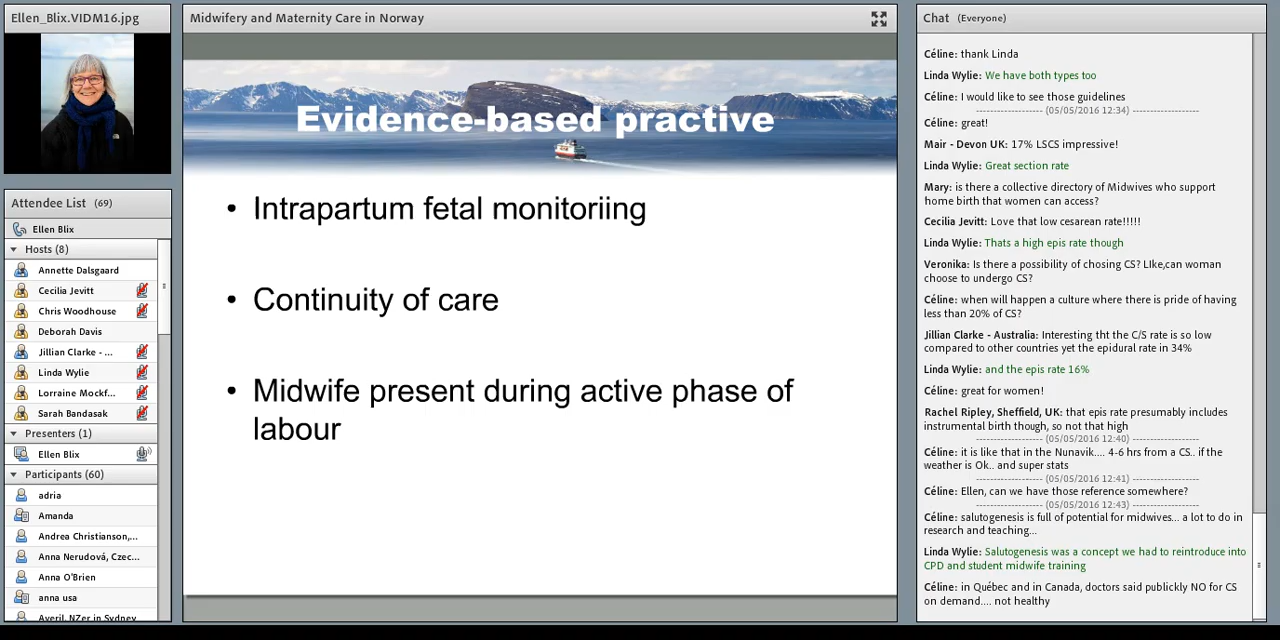 Ellen_Blix.VIDM16.jpg
Attendee List (69)
Ellen Blix
Hosts (8)
Annette Dalsgaard
Cecilia Jevitt
Chris Woodhouse
Deborah Davis
Jillian Clarke - ...
Linda Wylie
Lorraine Mockf...
Sarah Bandasak
Presenters (1)
Ellen Blix
Participants (60)
adria
Amanda
Andrea Christianson,...
Anna Nerudová, Czec...
Anna O'Brien
anna usa
Averil, NZer in Sydney
Midwifery and Maternity Care in Norway
Evidence-based practive
• Intrapartum fetal monitoriing
• Continuity of care
• Midwife present during active phase of
labour
Chat (Everyone)
Céline: thank Linda
Linda Wylie: We have both types too
Céline: I would like to see those guidelines
------------------ (05/05/2016 12:34) ------------------
Céline: great!
Mair - Devon UK: 17% LSCS impressive!
Linda Wylie: Great section rate
Mary: is there a collective directory of Midwives who support
home birth that women can access?
Cecilia Jevitt: Love that low cesarean rate!!!!!
Linda Wylie: Thats a high epis rate though
Veronika: Is there a possibility of chosing CS? LIke,can woman
choose to undergo CS?
Céline: when will happen a culture where there is pride of having
less than 20% of CS?
Jillian Clarke - Australia: Interesting tht the C/S rate is so low
compared to other countries yet the epidural rate in 34%
Linda Wylie: and the epis rate 16%
Céline: great for women!
Rachel Ripley, Sheffield, UK: that epis rate presumably includes
instrumental birth though, so not that high
------------------ (05/05/2016 12:40) ------------------
Céline: it is like that in the Nunavik.... 4-6 hrs from a CS.. if the
weather is Ok.. and super stats
------------------ (05/05/2016 12:41) ------------------
Céline: Ellen, can we have those reference somewhere?
------------------ (05/05/2016 12:43) ------------------
Céline: salutogenesis is full of potential for midwives... a lot to do in
research and teaching...
Linda Wylie: Salutogenesis was a concept we had to reintroduce into
CPD and student midwife training
Céline: in Québec and in Canada, doctors said publickly NO for CS
on demand.... not healthy